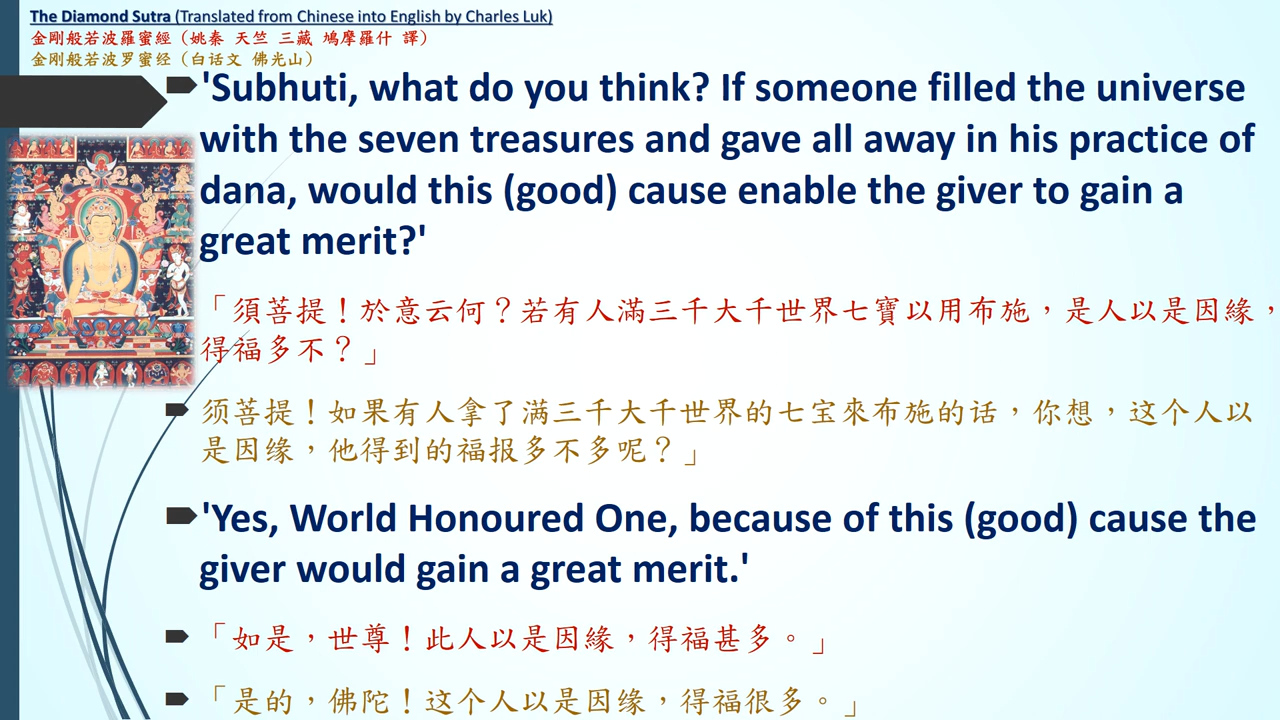 The Diamond Sutra (Translated from Chinese into English by Charles Luk)
金剛般若波羅蜜經（姚秦 天竺 三藏 鳩摩羅什 譯）
金剛般若波罗蜜经（白话文 佛光山）
'Subhuti, what do you think? If someone filled the universe
with the seven treasures and gave all away in his practice of
dana, would this (good) cause enable the giver to gain a
great merit?'
「須菩提！於意云何？若有人滿三千大千世界七寶以用布施，是人以是因緣，
得福多不？」
须菩提！如果有人拿了满三千大千世界的七宝來布施的话，你想，这个人以
是因缘，他得到的福报多不多呢？」
'Yes, World Honoured One, because of this (good) cause the
giver would gain a great merit.'
「如是，世尊！此人以是因緣，得福甚多。」
「是的，佛陀！这个人以是因缘，得福很多。」